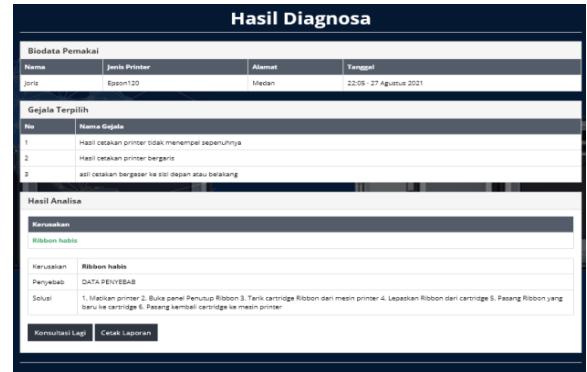 Hasil Diagnosa
Biodata Pemakai
Nama Jenis Printer Alamat Tanggal
Joris Epson120 Medan 22:05 - 27 Agustus 2021
Gejala Terpilih
No Nama Gejala
1 Hasil cetakan printer tidak menempel sepenuhnya
2 Hasil cetakan printer bergaris
3 asil cetakan bergeser ke sisi depan atau belakang
Hasil Analisa
Kerusakan
Ribbon habis
Kerusakan Ribbon habis
Penyebab DATA PENYEBAB
Solusi 1. Matikan printer 2. Buka panel Penutup Ribbon 3. Tarik cartridge Ribbon dari mesin printer 4. Lepaskan Ribbon dari cartridge 5. Pasang Ribbon yang
baru ke cartridge 6. Pasang kembali cartridge ke mesin printer
Konsultasi Lagi Cetak Laporan